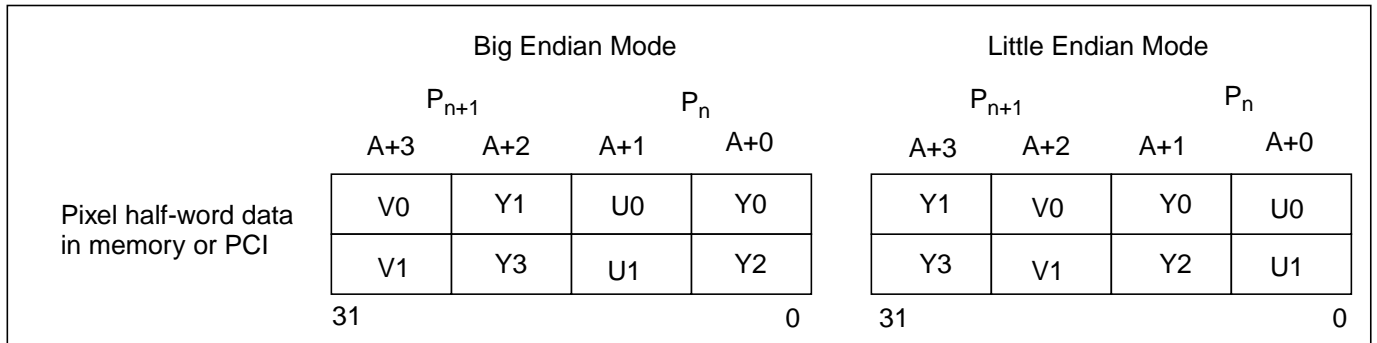 Big Endian Mode Little Endian Mode
Pn+1 Pn Pn+1 Pn
A+3 A+2 A+1 A+0 A+3 A+2 A+1 A+0
Pixel half-word data
in memory or PCI
V0 Y1 U0 Y0 Y1 V0 Y0 U0
V1 Y3 U1 Y2 Y3 V1 Y2 U1
31 0 31 0